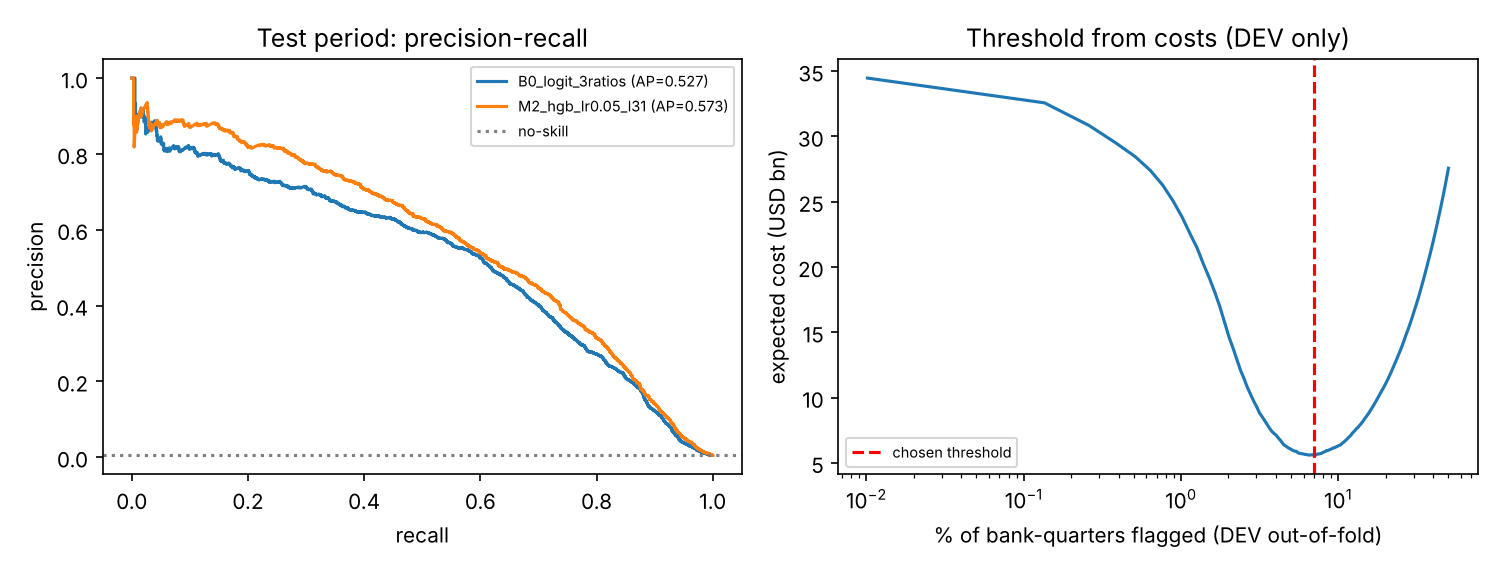 Test period: precision-recall
precision
1.0
0.8
0.6
0.4
0.2
0.0
B0_logit_3ratios (AP=0.527)
M2_hgb_lr0.05_l31 (AP=0.573)
no-skill
0.0 0.2 0.4 0.6 0.8 1.0
recall
Threshold from costs (DEV only)
expected cost (USD bn)
35
30
25
20
15
10
5
chosen threshold
10⁻² 10⁻¹ 10⁰ 10¹
% of bank-quarters flagged (DEV out-of-fold)